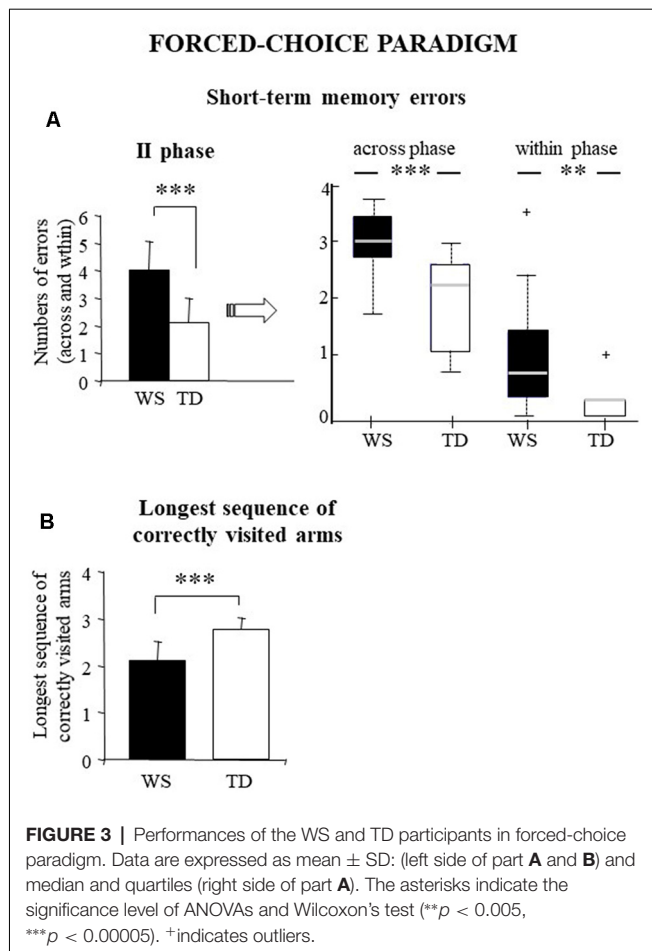 FORCED-CHOICE PARADIGM
Short-term memory errors
A
II phase
***
Numbers of errors
(across and wthin)
6
5
4
3
2
1
0
WS TD
across phase within phase
*** **
4
3
2
1
0
+
+
WS TD WS TD
B
Longest sequence of
correctly visited arms
***
Longest sequence of
correctly visited arms
4
3
2
1
0
WS TD
FIGURE 3 | Performances of the WS and TD participants in forced-choice
paradigm. Data are expressed as mean ± SD: (left side of part A and B) and
median and quartiles (right side of part A). The asterisks indicate the
significance level of ANOVAs and Wilcoxon’s test (**p < 0.005,
***p < 0.00005). +indicates outliers.